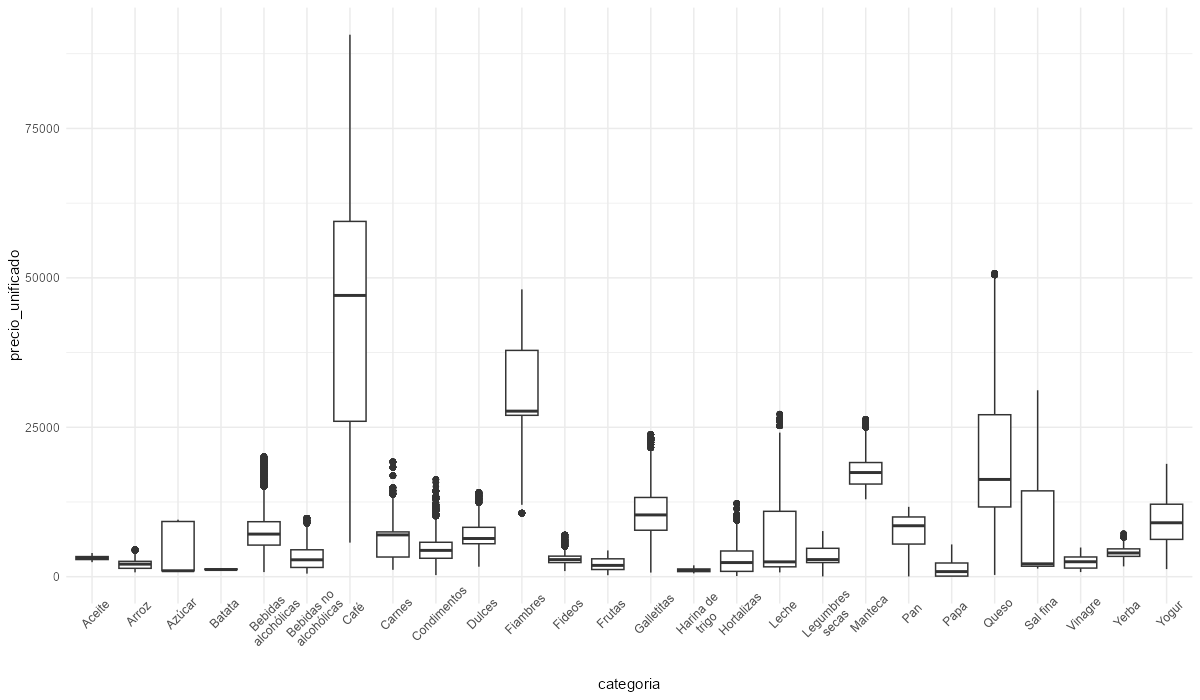 precio_unificado
75000
50000
25000
0
Aceite
Arroz
Azúcar
Batata
Bebidas
alcohólicas
Bebidas no
alcohólicas
Café
Carnes
Condimentos
Dulces
Fiambres
Fideos
Frutas
Galletitas
Harina de
trigo
Hortalizas
Leche
Legumbres
secas
Manteca
Pan
Papa
Queso
Sal fina
Vinagre
Yerba
Yogur
categoria